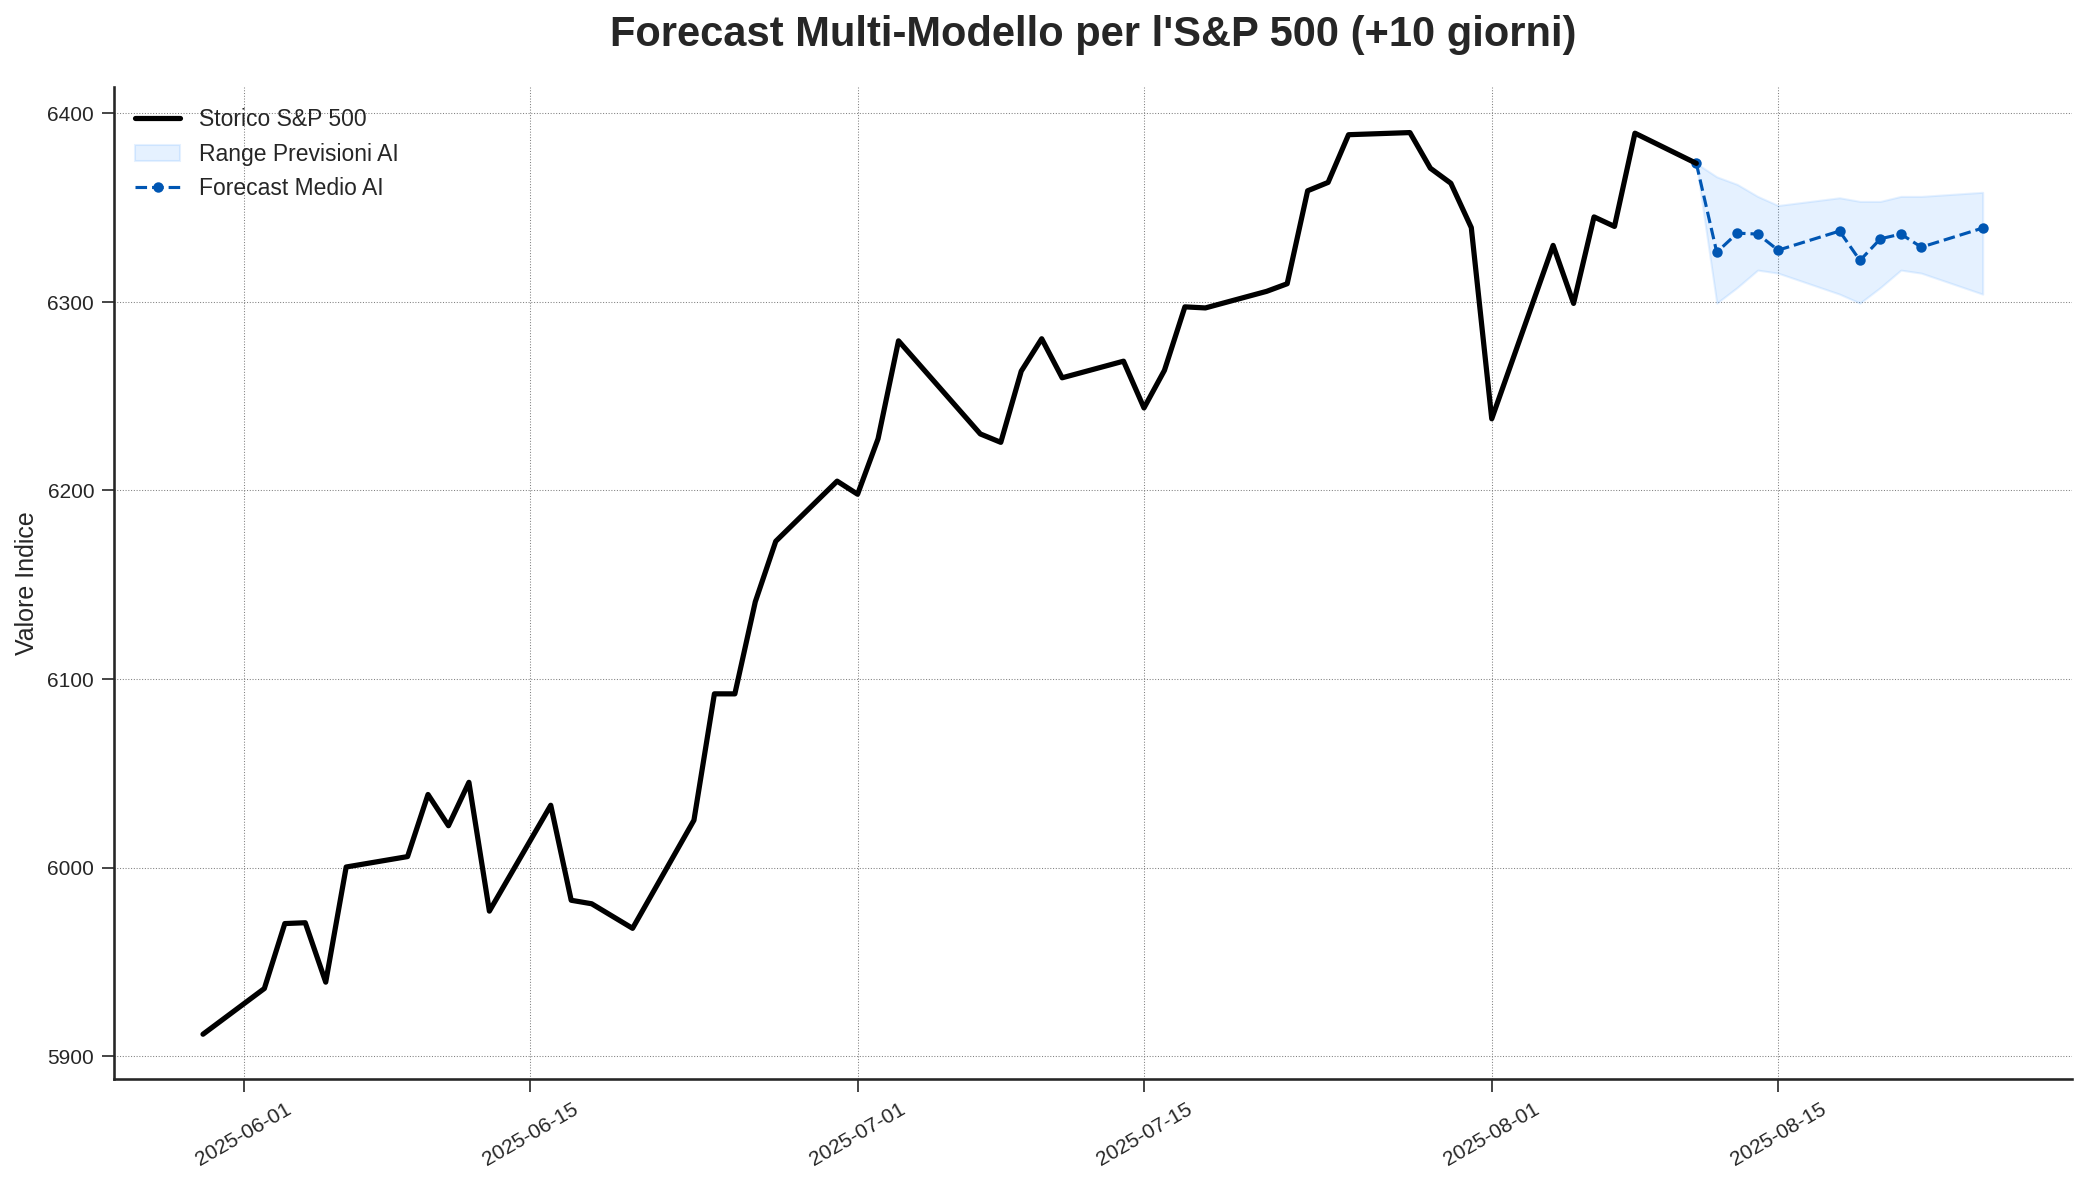 Forecast Multi-Modello per l'S&P 500 (+10 giorni)
Storico S&P 500
Range Previsioni AI
Forecast Medio AI
Valore Indice
6400
6300
6200
6100
6000
5900
2025-06-01
2025-06-15
2025-07-01
2025-07-15
2025-08-01
2025-08-15